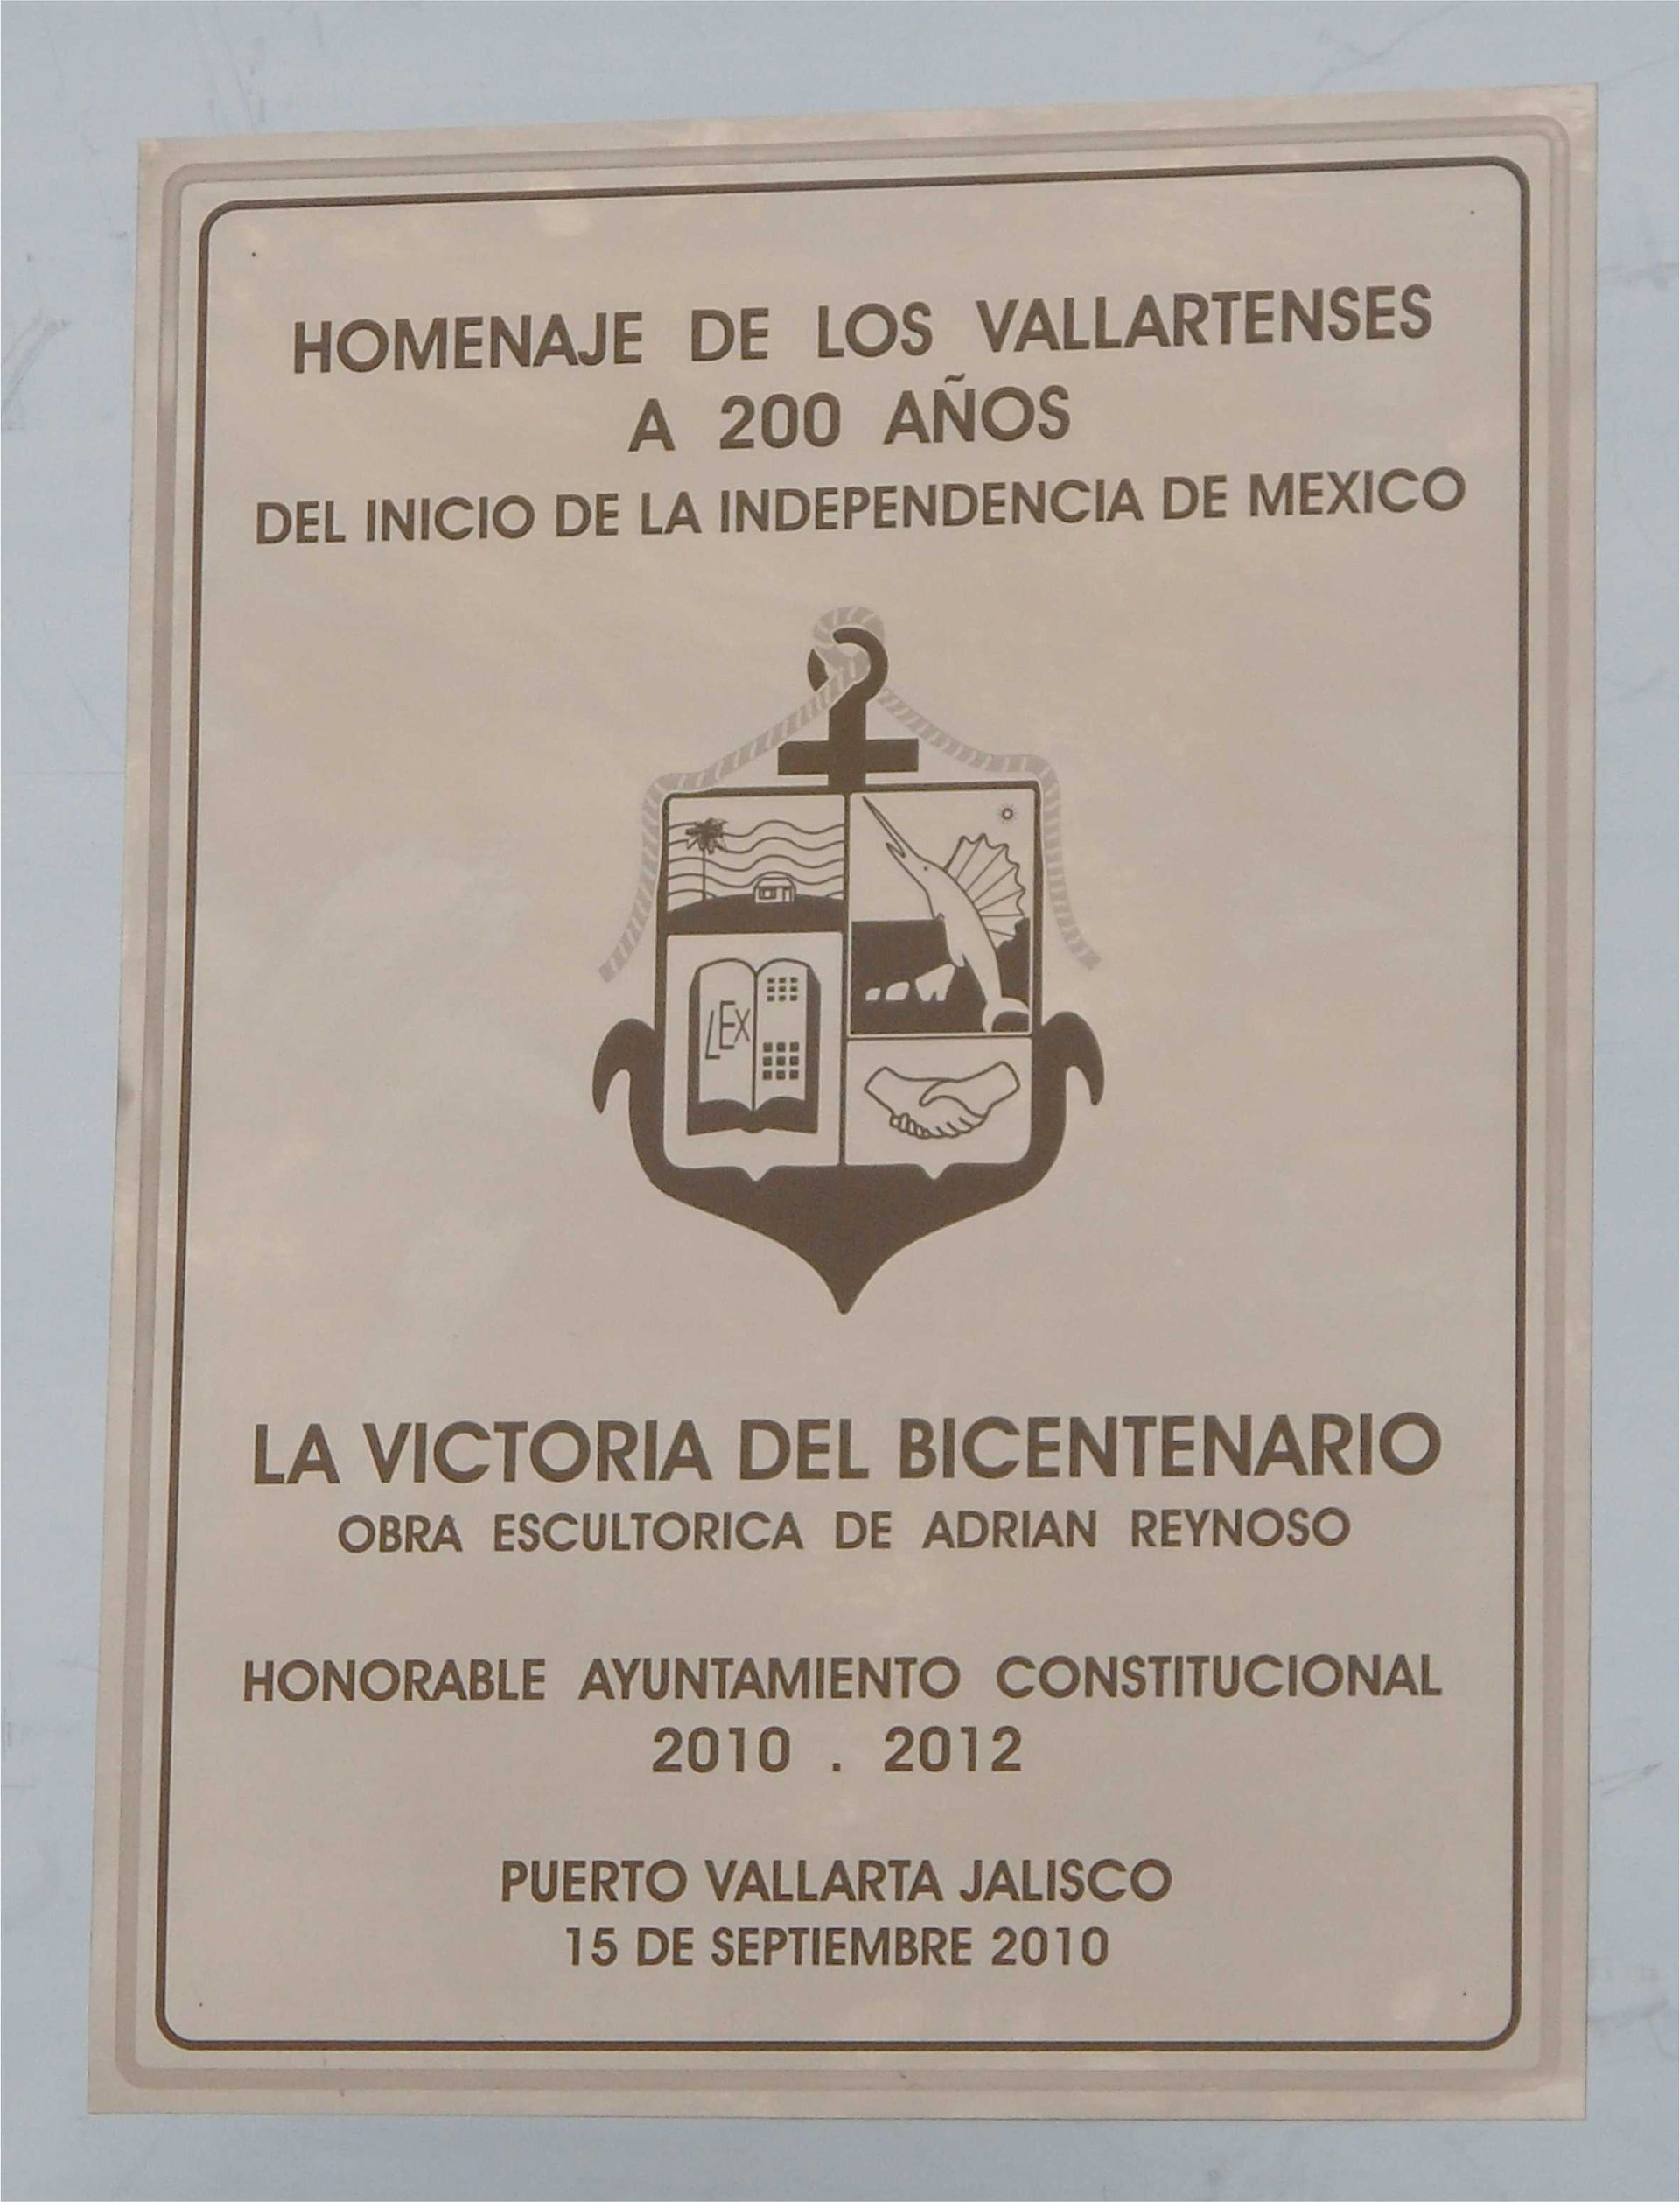 HOMENAJE DE LOS VALLARTENSES
A 200 AÑOS
DEL INICIO DE LA INDEPENDENCIA DE MEXICO
LEX
LA VICTORIA DEL BICENTENARIO
OBRA ESCULTORICA DE ADRIAN REYNOSO
HONORABLE AYUNTAMIENTO CONSTITUCIONAL
2010 . 2012
PUERTO VALLARTA JALISCO
15 DE SEPTIEMBRE 2010